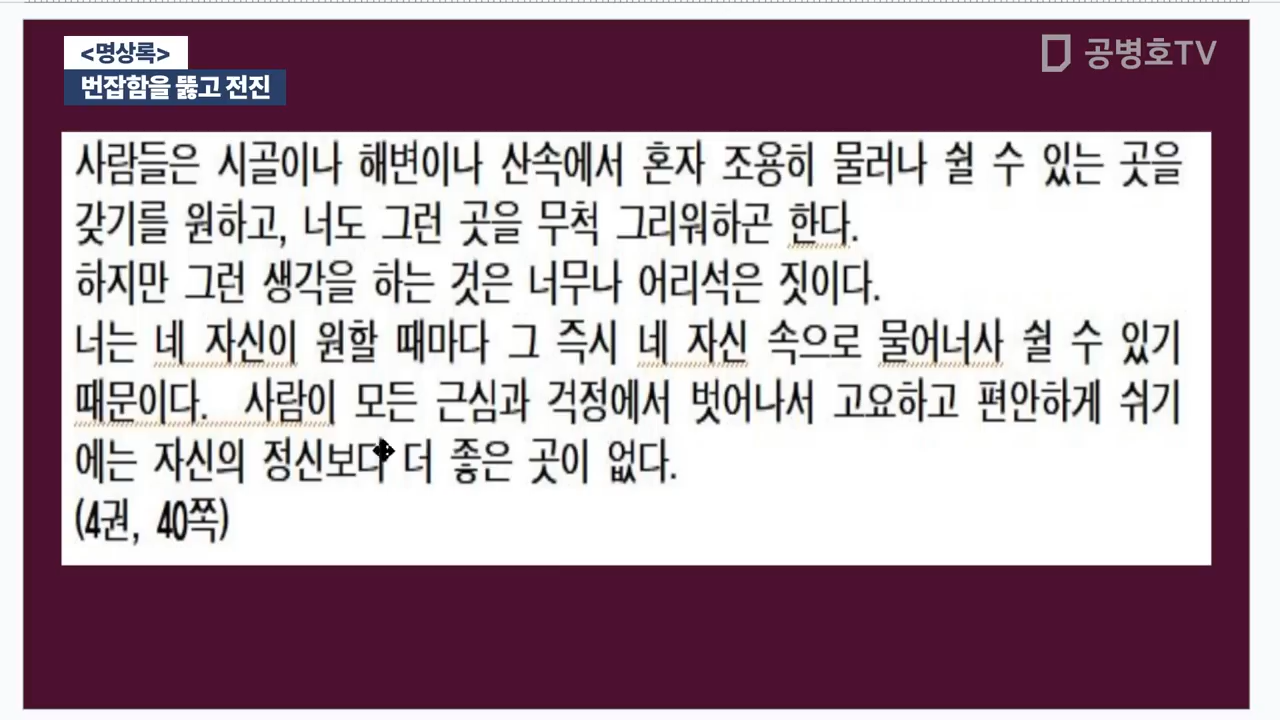 <명상록>
번잡함을 뚫고 전진
공병호TV
사람들은 시골이나 해변이나 산속에서 혼자 조용히 물러나 쉴 수 있는 곳을
갖기를 원하고, 너도 그런 곳을 무척 그리워하곤 한다.
하지만 그런 생각을 하는 것은 너무나 어리석은 짓이다.
너는 네 자신이 원할 때마다 그 즉시 네 자신 속으로 물어너사 쉴 수 있기
때문이다. 사람이 모든 근심과 걱정에서 벗어나서 고요하고 편안하게 쉬기
에는 자신의 정신보다 더 좋은 곳이 없다.
(4권, 40쪽)